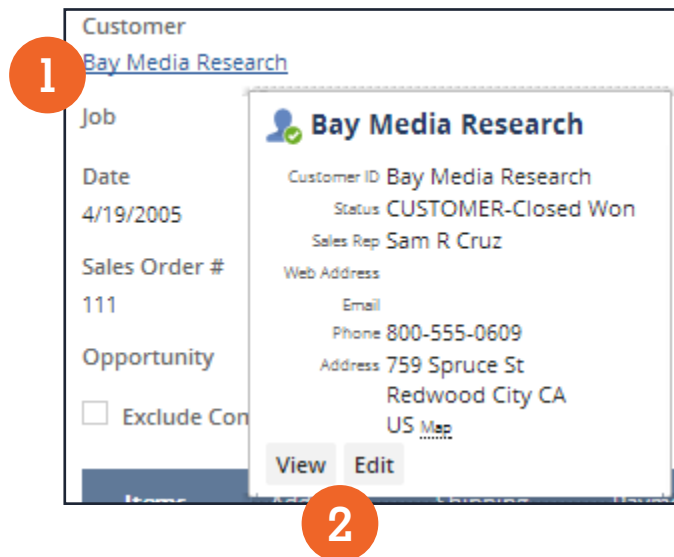 Customer
1
Bay Media Research
Job
Date
4/19/2005
Sales Order #
111
Opportunity
Exclude Con
Bay Media Research
Customer ID Bay Media Research
Status CUSTOMER-Closed Won
Sales Rep Sam R Cruz
Web Address
Email
Phone 800-555-0609
Address 759 Spruce St
Redwood City CA
US Map
View Edit
Items Shipping
2